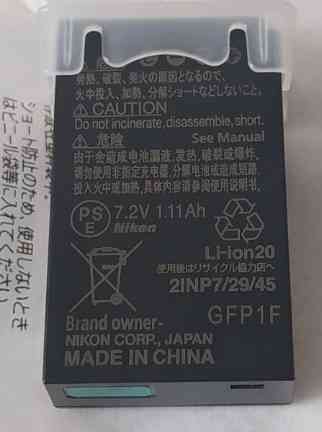 発熱、破裂、発火の原因となるので、
火中投入、加熱、分解ショートなどしないこと。
⚠ CAUTION
Do not incinerate, disassemble, short.
⚠ 危险 See Manual
由于会造成电池漏液、发热、破裂或爆炸,
请勿使用非指定充电器、分解电池或造成短路、
投入火中或加热,具体内容请参阅使用说明书。
PS E 7.2V 1.11Ah
Nikon
Li-ion20
使用後はリサイクル協力店へ
2INP7/29/45
Brand owner- GFP1F
NIKON CORP., JAPAN
MADE IN CHINA
ショート防止のため、使用しないとき
はビニール袋等に入れてください